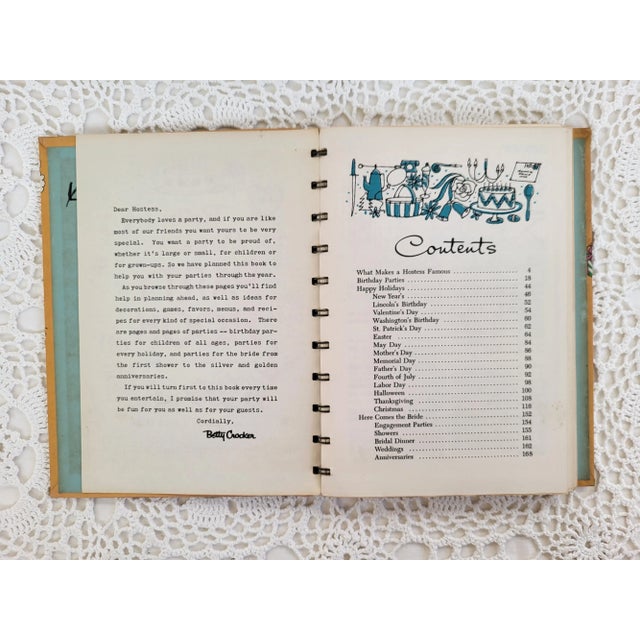 Dear Hostess,
Everybody loves a party, and if you are like
most of our friends you want yours to be very
special. You want a party to be proud of,
whether it's large or small, for children or
for grown-ups. So we have planned this book to
help you with your parties through the year.
As you browse through these pages you'll find
help in planning ahead, as well as ideas for
decorations, games, favors, menus, and reci-
pes for every kind of special occasion. There
are pages and pages of parties -- birthday par-
ties for children of all ages, parties for
every holiday, and parties for the bride from
the first shower to the silver and golden
anniversaries.
If you will turn first to this book every time
you entertain, I promise that your party will
be fun for you as well as for your guests.
Cordially,
Betty Crocker
Contents
What Makes a Hostess Famous 4
Birthday Parties 18
Happy Holidays 44
New Year's 46
Lincoln's Birthday 52
Valentine's Day 54
Washington's Birthday 60
St. Patrick's Day 62
Easter 64
May Day 74
Mother's Day 76
Memorial Day 84
Father's Day 88
Fourth of July 90
Labor Day 92
Halloween 98
Thanksgiving 108
Christmas 118
Here Comes the Bride 152
Engagement Parties 154
Showers 155
Bridal Dinner 161
Weddings 162
Anniversaries 168